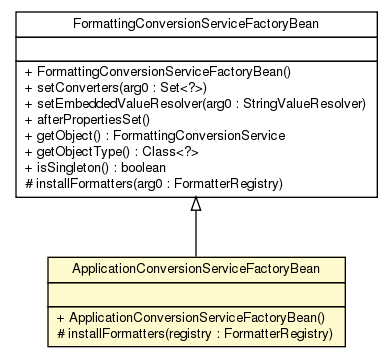 FormattingConversionServiceFactoryBean
+ FormattingConversionServiceFactoryBean()
+ setConverters(arg0 : Set<?>)
+ setEmbeddedValueResolver(arg0 : StringValueResolver)
+ afterPropertiesSet()
+ getObject() : FormattingConversionService
+ getObjectType() : Class<?>
+ isSingleton() : boolean
# installFormatters(arg0 : FormatterRegistry)
ApplicationConversionServiceFactoryBean
+ ApplicationConversionServiceFactoryBean()
# installFormatters(registry : FormatterRegistry)